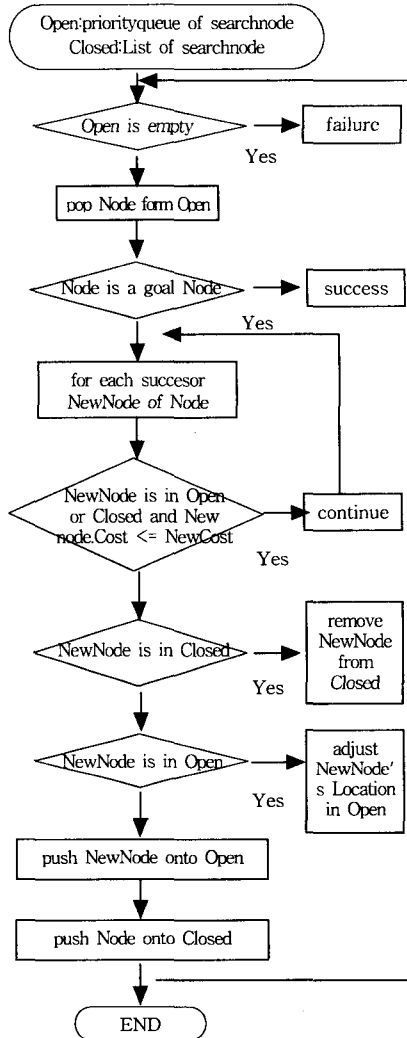 Open:priorityqueue of searchnode
Closed:List of searchnode
Open is empty
failure
Yes
pop Node form Open
Node is a goal Node
success
Yes
for each succesor
NewNode of Node
NewNode is in Open
or Closed and New
node.Cost <= NewCost
continue
Yes
NewNode is in Closed
remove
NewNode
from
Closed
Yes
NewNode is in Open
adjust
NewNode'
s Location
in Open
Yes
push NewNode onto Open
push Node onto Closed
END